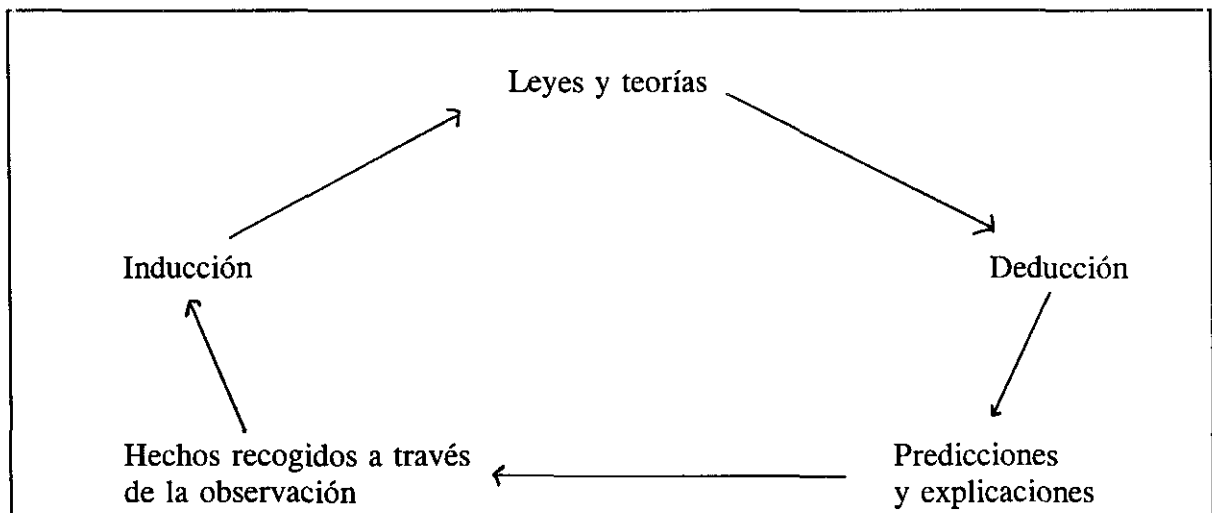 Leyes y teorías
Inducción
Deducción
Hechos recogidos a través
de la observación
Predicciones
y explicaciones